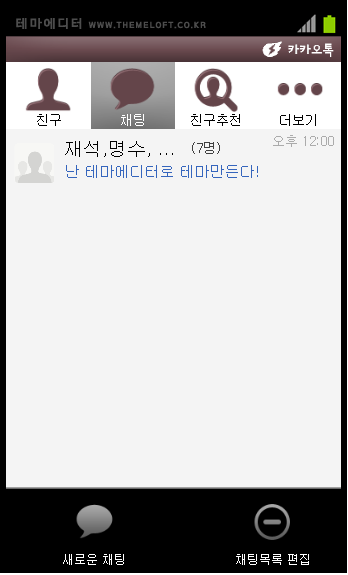 테마에디터 WWW.THEMELOFT.CO.KR
카카오톡
친구 채팅 친구추천 더보기
오후 12:00
재석,명수, ... (7명)
난 테마에디터로 테마만든다!
새로운 채팅 채팅목록 편집